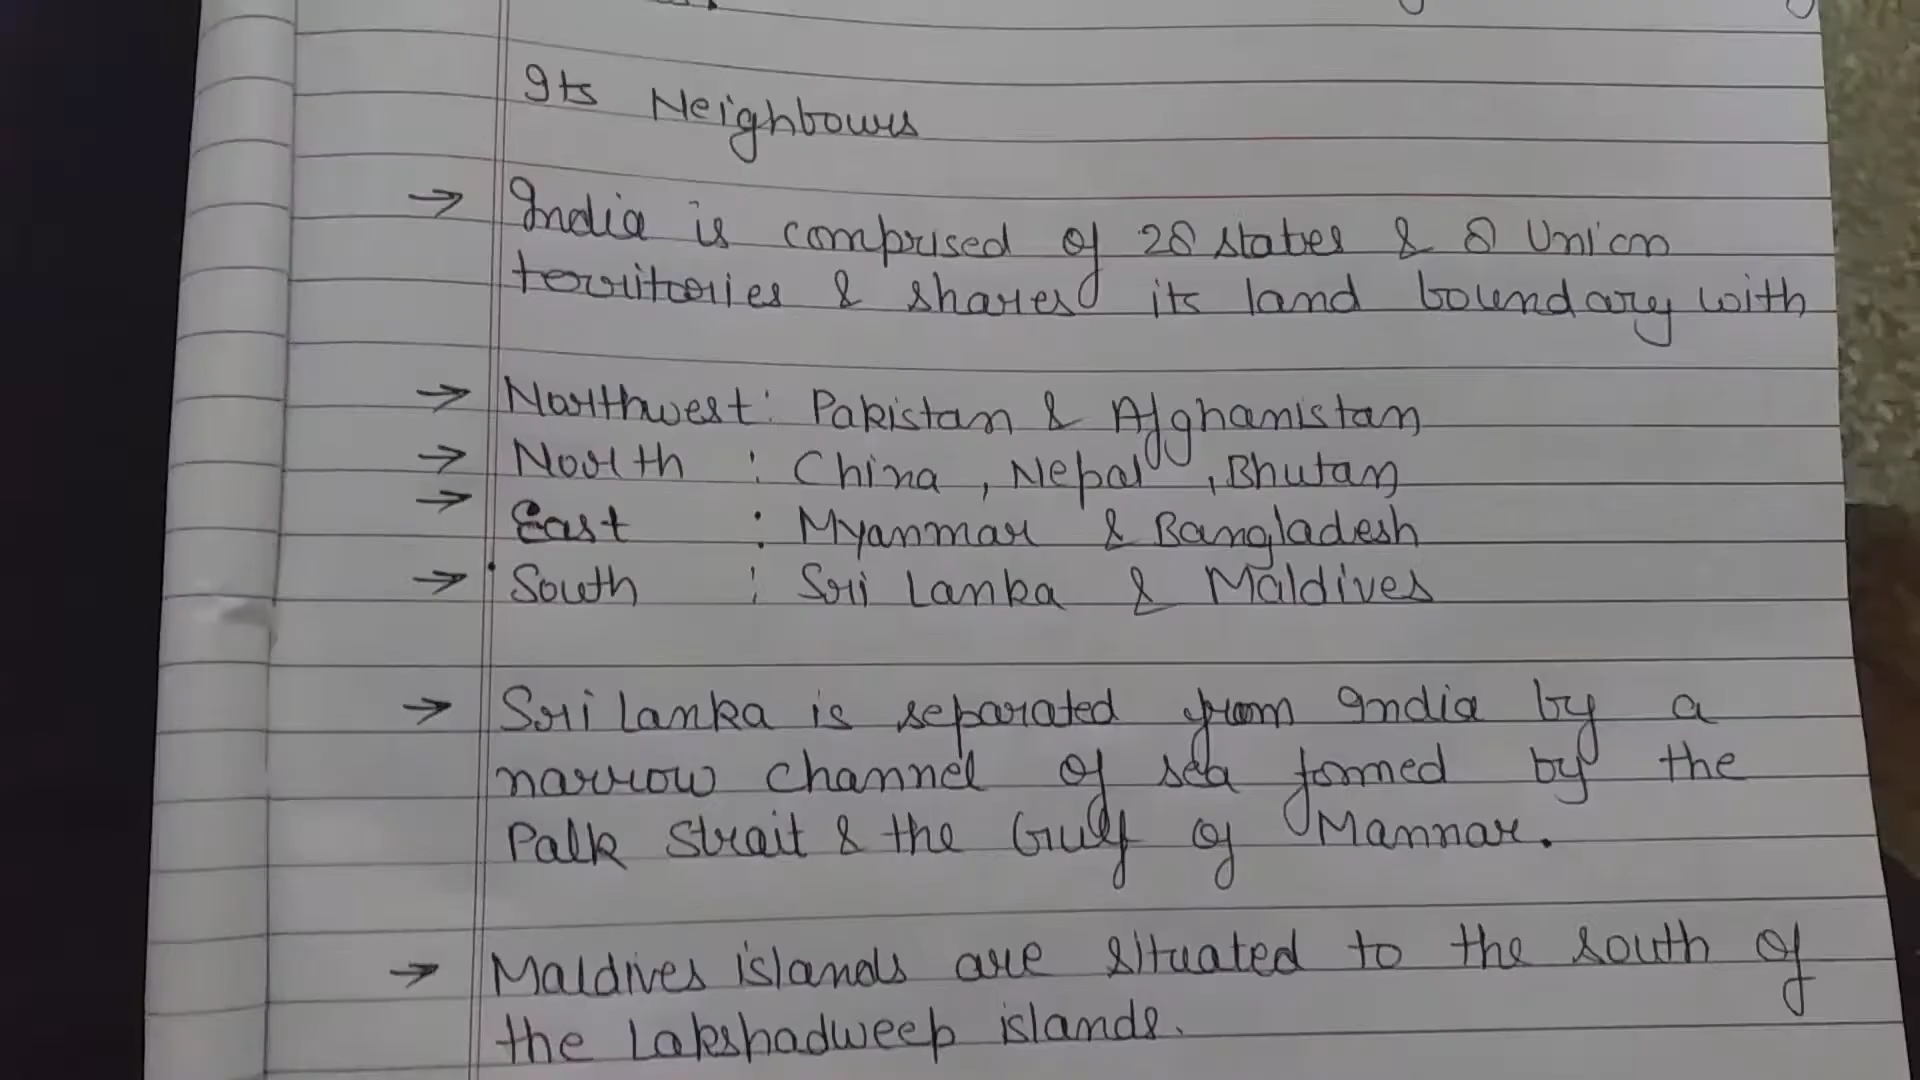 Its Neighbours
→ India is comprised of 28 states & 8 Union
territories & shares its land boundary with
→ Northwest: Pakistan & Afghanistan
→ North : China, Nepal, Bhutan
→ East : Myanmar & Bangladesh
→ South : Sri Lanka & Maldives
→ Sri Lanka is separated from India by a
narrow channel of sea formed by the
Palk Strait & the Gulf of Mannar.
→ Maldives islands are situated to the south of
the Lakshadweep islands.